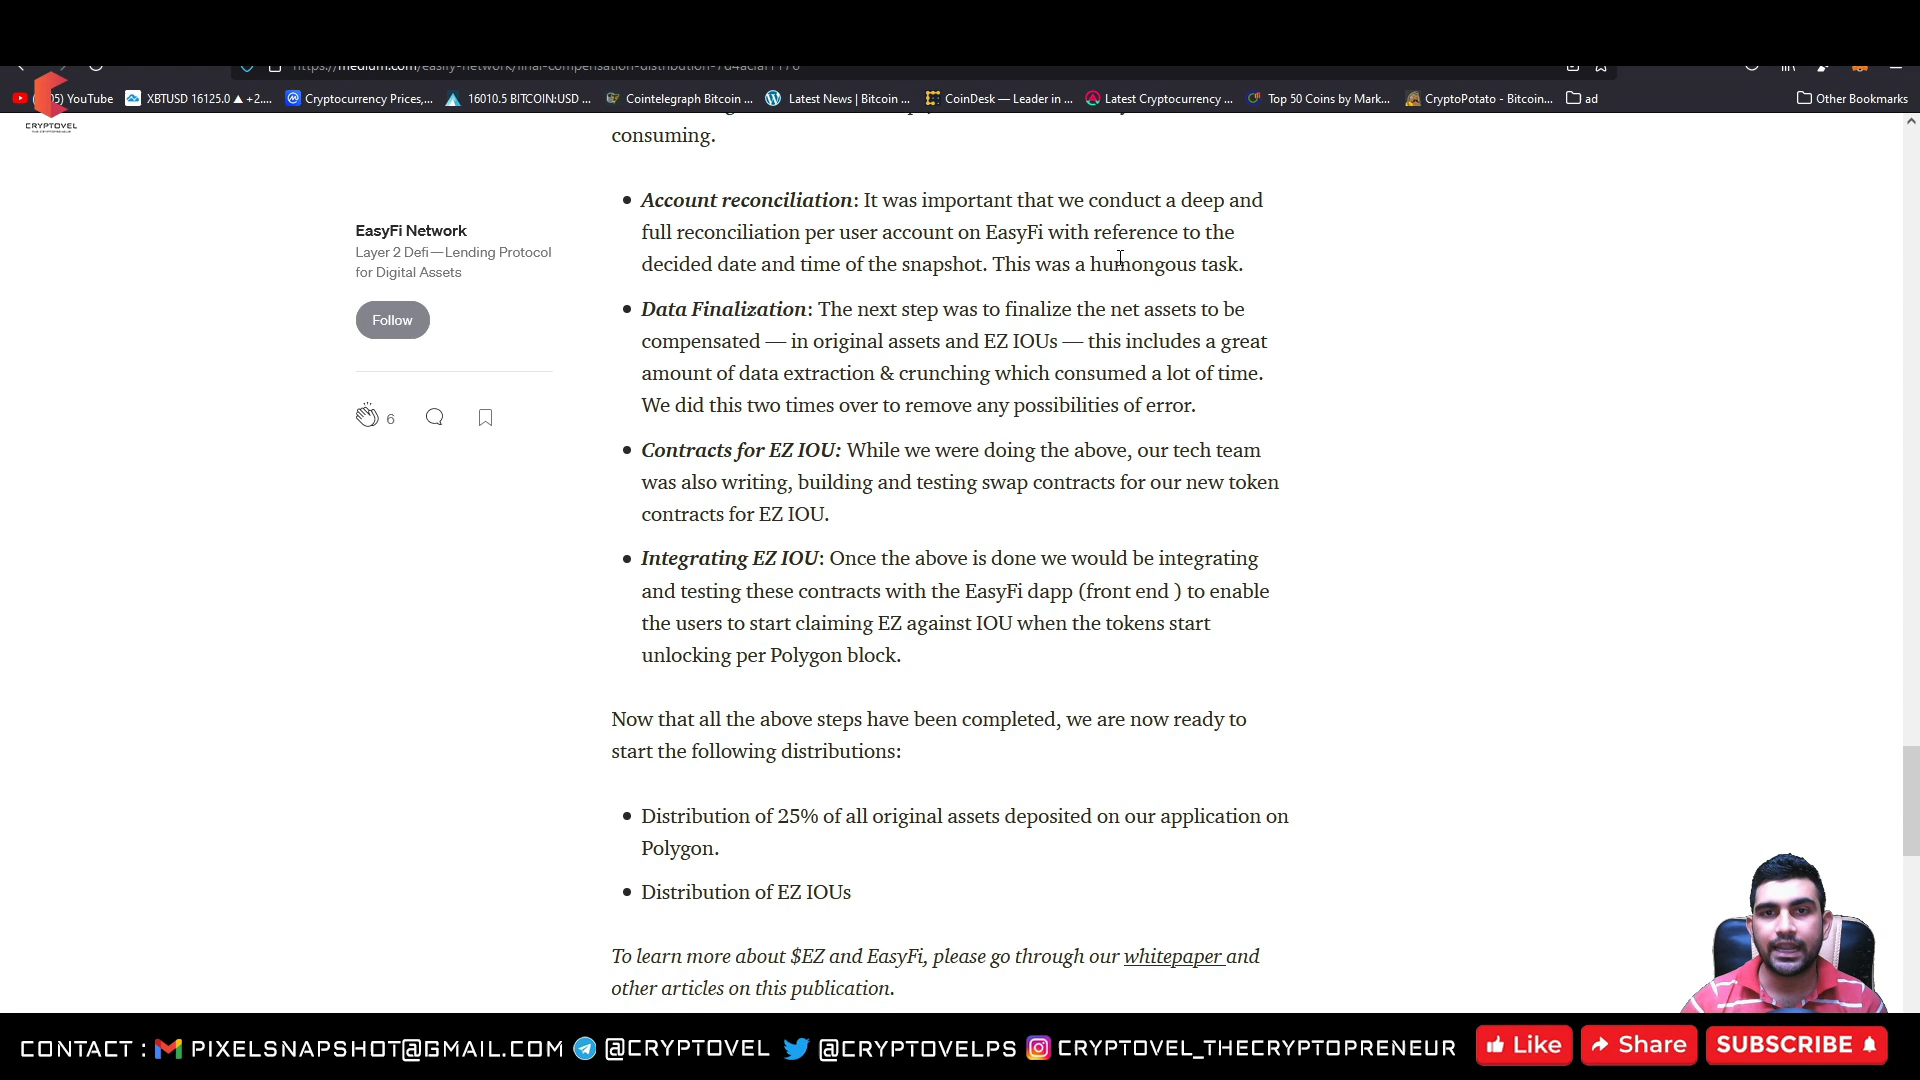 https://medium.com/easify-network/final-compensation-distribution-7d4acfaf1176
YouTube
XBTUSD 16125.0 ▲ +2....
Cryptocurrency Prices,...
16010.5 BITCOIN:USD ...
Cointelegraph Bitcoin ...
Latest News | Bitcoin ...
CoinDesk — Leader in ...
Latest Cryptocurrency ...
Top 50 Coins by Mark...
CryptoPotato - Bitcoin...
ad
Other Bookmarks
CRYPTOVEL
consuming.
EasyFi Network
Layer 2 Defi — Lending Protocol
for Digital Assets
Follow
6
• Account reconciliation: It was important that we conduct a deep and
full reconciliation per user account on EasyFi with reference to the
decided date and time of the snapshot. This was a humongous task.
• Data Finalization: The next step was to finalize the net assets to be
compensated — in original assets and EZ IOUs — this includes a great
amount of data extraction & crunching which consumed a lot of time.
We did this two times over to remove any possibilities of error.
• Contracts for EZ IOU: While we were doing the above, our tech team
was also writing, building and testing swap contracts for our new token
contracts for EZ IOU.
• Integrating EZ IOU: Once the above is done we would be integrating
and testing these contracts with the EasyFi dapp (front end ) to enable
the users to start claiming EZ against IOU when the tokens start
unlocking per Polygon block.
Now that all the above steps have been completed, we are now ready to
start the following distributions:
• Distribution of 25% of all original assets deposited on our application on
Polygon.
• Distribution of EZ IOUs
To learn more about $EZ and EasyFi, please go through our whitepaper and
other articles on this publication.
CONTACT : PIXELSNAPSHOT@GMAIL.COM @CRYPTOVEL @CRYPTOVELPS CRYPTOVEL_THECRYPTOPRENEUR
Like
Share
SUBSCRIBE